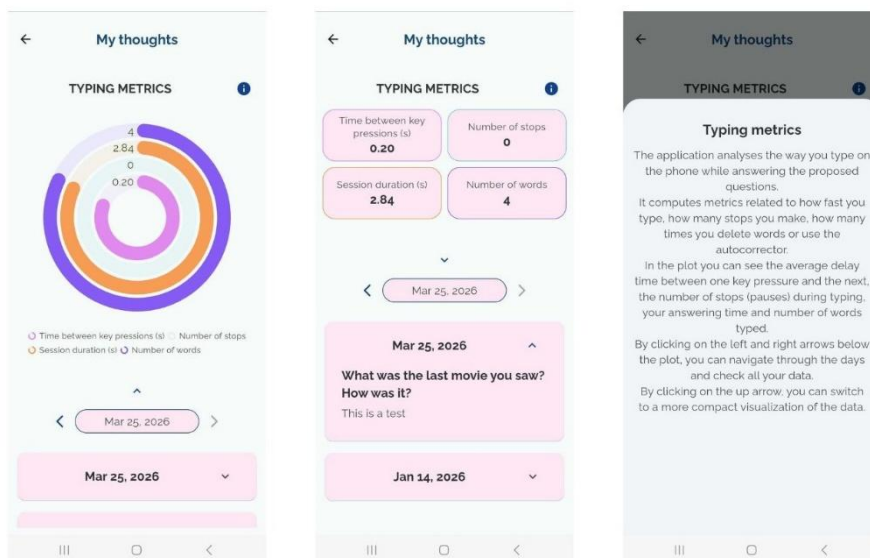 My thoughts
TYPING METRICS
4
2.84
0
0.20
Time between key pressions (s) Number of stops
Session duration (s) Number of words
Mar 25, 2026
Mar 25, 2026
My thoughts
TYPING METRICS
Time between key
pressions (s)
0.20
Number of stops
0
Session duration (s)
2.84
Number of words
4
Mar 25, 2026
Mar 25, 2026
What was the last movie you saw?
How was it?
This is a test
Jan 14, 2026
My thoughts
TYPING METRICS
Typing metrics
The application analyses the way you type on
the phone while answering the proposed
questions.
It computes metrics related to how fast you
type, how many stops you make, how many
times you delete words or use the
autocorrector.
In the plot you can see the average delay
time between one key pressure and the next,
the number of stops (pauses) during typing,
your answering time and number of words
typed.
By clicking on the left and right arrows below
the plot, you can navigate through the days
and check all your data.
By clicking on the up arrow, you can switch
to a more compact visualization of the data.